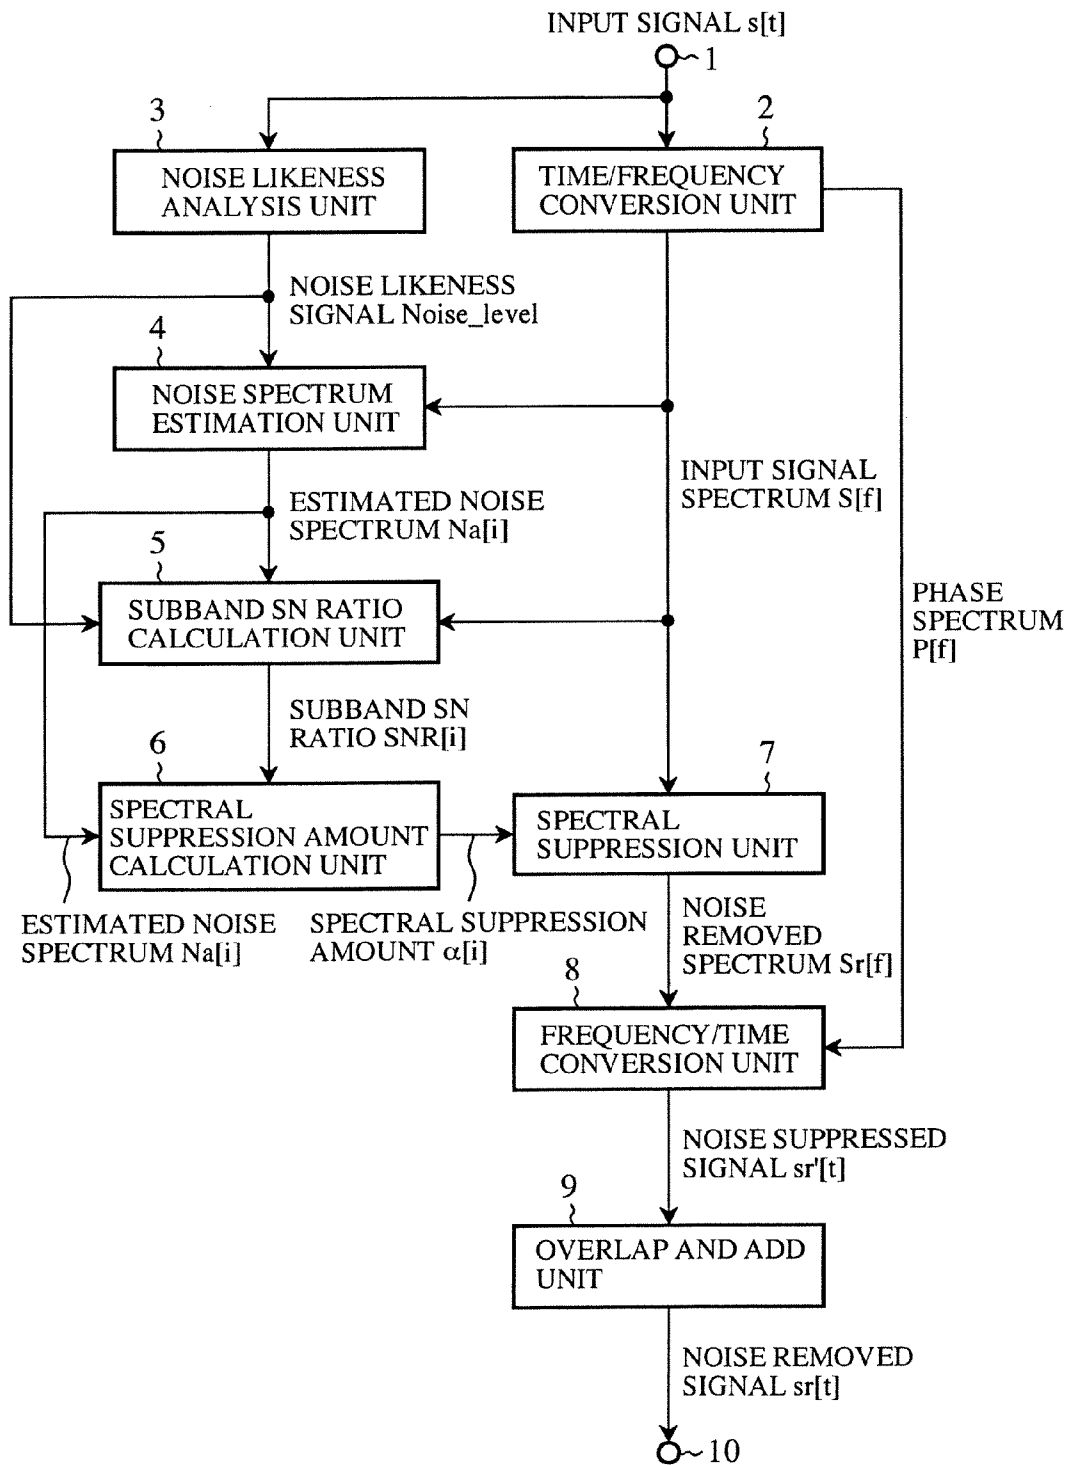 INPUT SIGNAL s[t]
1
3
2
NOISE LIKENESS
ANALYSIS UNIT
TIME/FREQUENCY
CONVERSION UNIT
NOISE LIKENESS
SIGNAL Noise_level
4
NOISE SPECTRUM
ESTIMATION UNIT
INPUT SIGNAL
SPECTRUM S[f]
ESTIMATED NOISE
SPECTRUM Na[i]
5
SUBBAND SN RATIO
CALCULATION UNIT
PHASE
SPECTRUM
P[f]
SUBBAND SN
RATIO SNR[i]
6
7
SPECTRAL
SUPPRESSION AMOUNT
CALCULATION UNIT
SPECTRAL
SUPPRESSION UNIT
ESTIMATED NOISE
SPECTRUM Na[i]
SPECTRAL SUPPRESSION
AMOUNT α[i]
NOISE
REMOVED
SPECTRUM Sr[f]
8
FREQUENCY/TIME
CONVERSION UNIT
NOISE SUPPRESSED
SIGNAL sr'[t]
9
OVERLAP AND ADD
UNIT
NOISE REMOVED
SIGNAL sr[t]
10